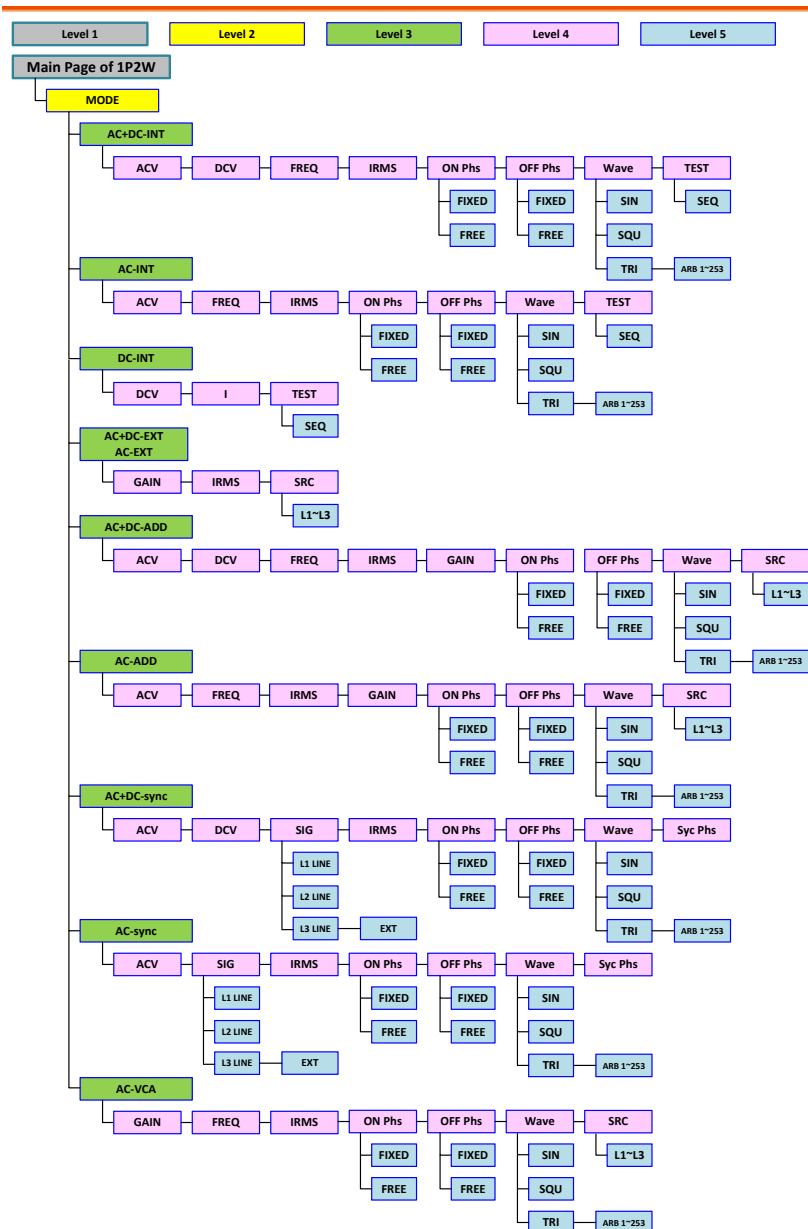 Level 1 Level 2 Level 3 Level 4 Level 5
Main Page of 1P2W
MODE
AC+DC-INT
ACV DCV FREQ IRMS ON Phs OFF Phs Wave TEST
FIXED FIXED SIN SEQ
FREE FREE SQU
TRI ARB 1~253
AC-INT
ACV FREQ IRMS ON Phs OFF Phs Wave TEST
FIXED FIXED SIN SEQ
FREE FREE SQU
TRI ARB 1~253
DC-INT
DCV I TEST
SEQ
AC+DC-EXT
AC-EXT
GAIN IRMS SRC
L1~L3
AC+DC-ADD
ACV DCV FREQ IRMS GAIN ON Phs OFF Phs Wave SRC
FIXED FIXED SIN L1~L3
FREE FREE SQU
TRI ARB 1~253
AC-ADD
ACV FREQ IRMS GAIN ON Phs OFF Phs Wave SRC
FIXED FIXED SIN L1~L3
FREE FREE SQU
TRI ARB 1~253
AC+DC-sync
ACV DCV SIG IRMS ON Phs OFF Phs Wave Syc Phs
L1 LINE FIXED FIXED SIN
L2 LINE FREE FREE SQU
L3 LINE EXT TRI ARB 1~253
AC-sync
ACV SIG IRMS ON Phs OFF Phs Wave Syc Phs
L1 LINE FIXED FIXED SIN
L2 LINE FREE FREE SQU
L3 LINE EXT TRI ARB 1~253
AC-VCA
GAIN FREQ IRMS ON Phs OFF Phs Wave SRC
FIXED FIXED SIN L1~L3
FREE FREE SQU
TRI ARB 1~253